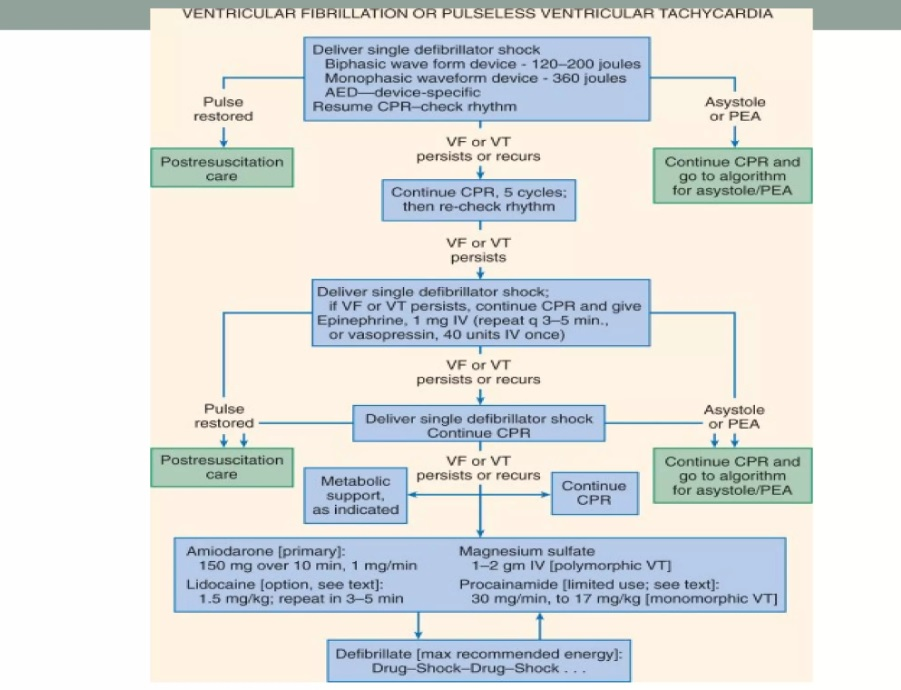 VENTRICULAR FIBRILLATION OR PULSELESS VENTRICULAR TACHYCARDIA
Deliver single defibrillator shock
Biphasic wave form device - 120–200 joules
Monophasic waveform device - 360 joules
AED—device-specific
Resume CPR–check rhythm
Pulse
restored
Asystole
or PEA
VF or VT
persists or recurs
Postresuscitation
care
Continue CPR and
go to algorithm
for asystole/PEA
Continue CPR, 5 cycles;
then re-check rhythm
VF or VT
persists
Deliver single defibrillator shock;
if VF or VT persists, continue CPR and give
Epinephrine, 1 mg IV (repeat q 3–5 min.,
or vasopressin, 40 units IV once)
VF or VT
persists or recurs
Pulse
restored
Deliver single defibrillator shock
Continue CPR
Asystole
or PEA
Postresuscitation
care
VF or VT
persists or recurs
Continue CPR and
go to algorithm
for asystole/PEA
Metabolic
support,
as indicated
Continue
CPR
Amiodarone [primary]:
150 mg over 10 min, 1 mg/min
Lidocaine [option, see text]:
1.5 mg/kg; repeat in 3–5 min
Magnesium sulfate
1–2 gm IV [polymorphic VT]
Procainamide [limited use; see text]:
30 mg/min, to 17 mg/kg [monomorphic VT]
Defibrillate [max recommended energy]:
Drug–Shock–Drug–Shock . . .